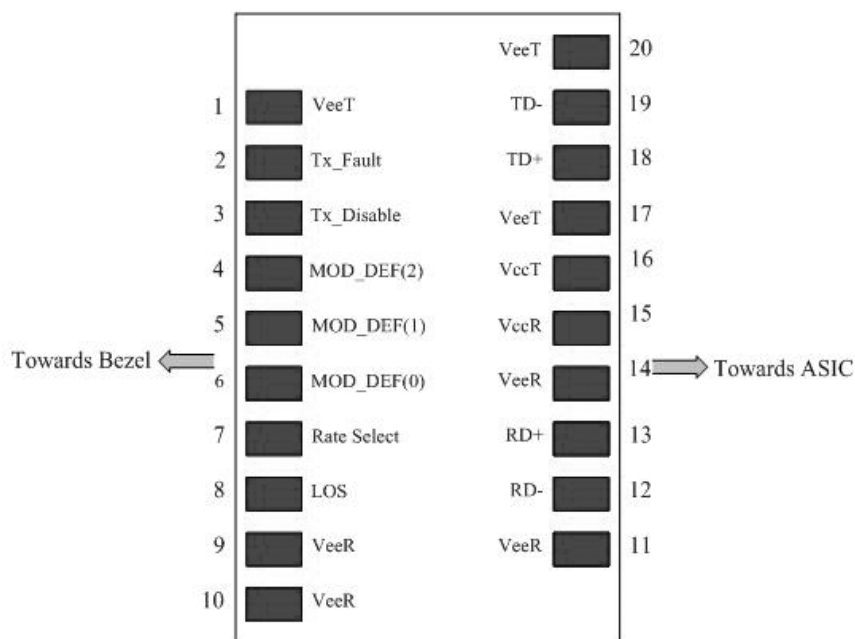 VeeT 20
1 VeeT TD- 19
2 Tx_Fault TD+ 18
3 Tx_Disable VeeT 17
4 MOD_DEF(2) VccT 16
5 MOD_DEF(1) VccR 15
Towards Bezel
6 MOD_DEF(0) VeeR 14 Towards ASIC
7 Rate Select RD+ 13
8 LOS RD- 12
9 VeeR VeeR 11
10 VeeR